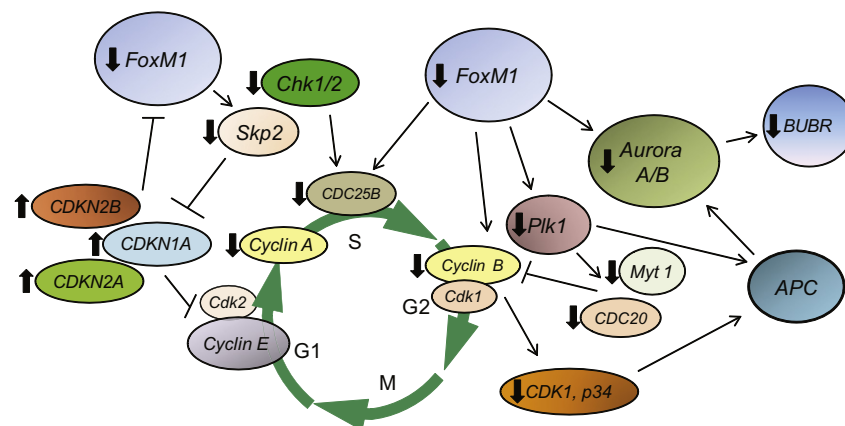 FoxM1
Chk1/2
Skp2
FoxM1
BUBR
Aurora
A/B
CDKN2B
CDKN1A
CDKN2A
CDC25B
Cyclin A
S
Plk1
Cyclin B
Cdk1
Myt 1
CDC20
APC
Cdk2
Cyclin E
G1
G2
M
CDK1, p34